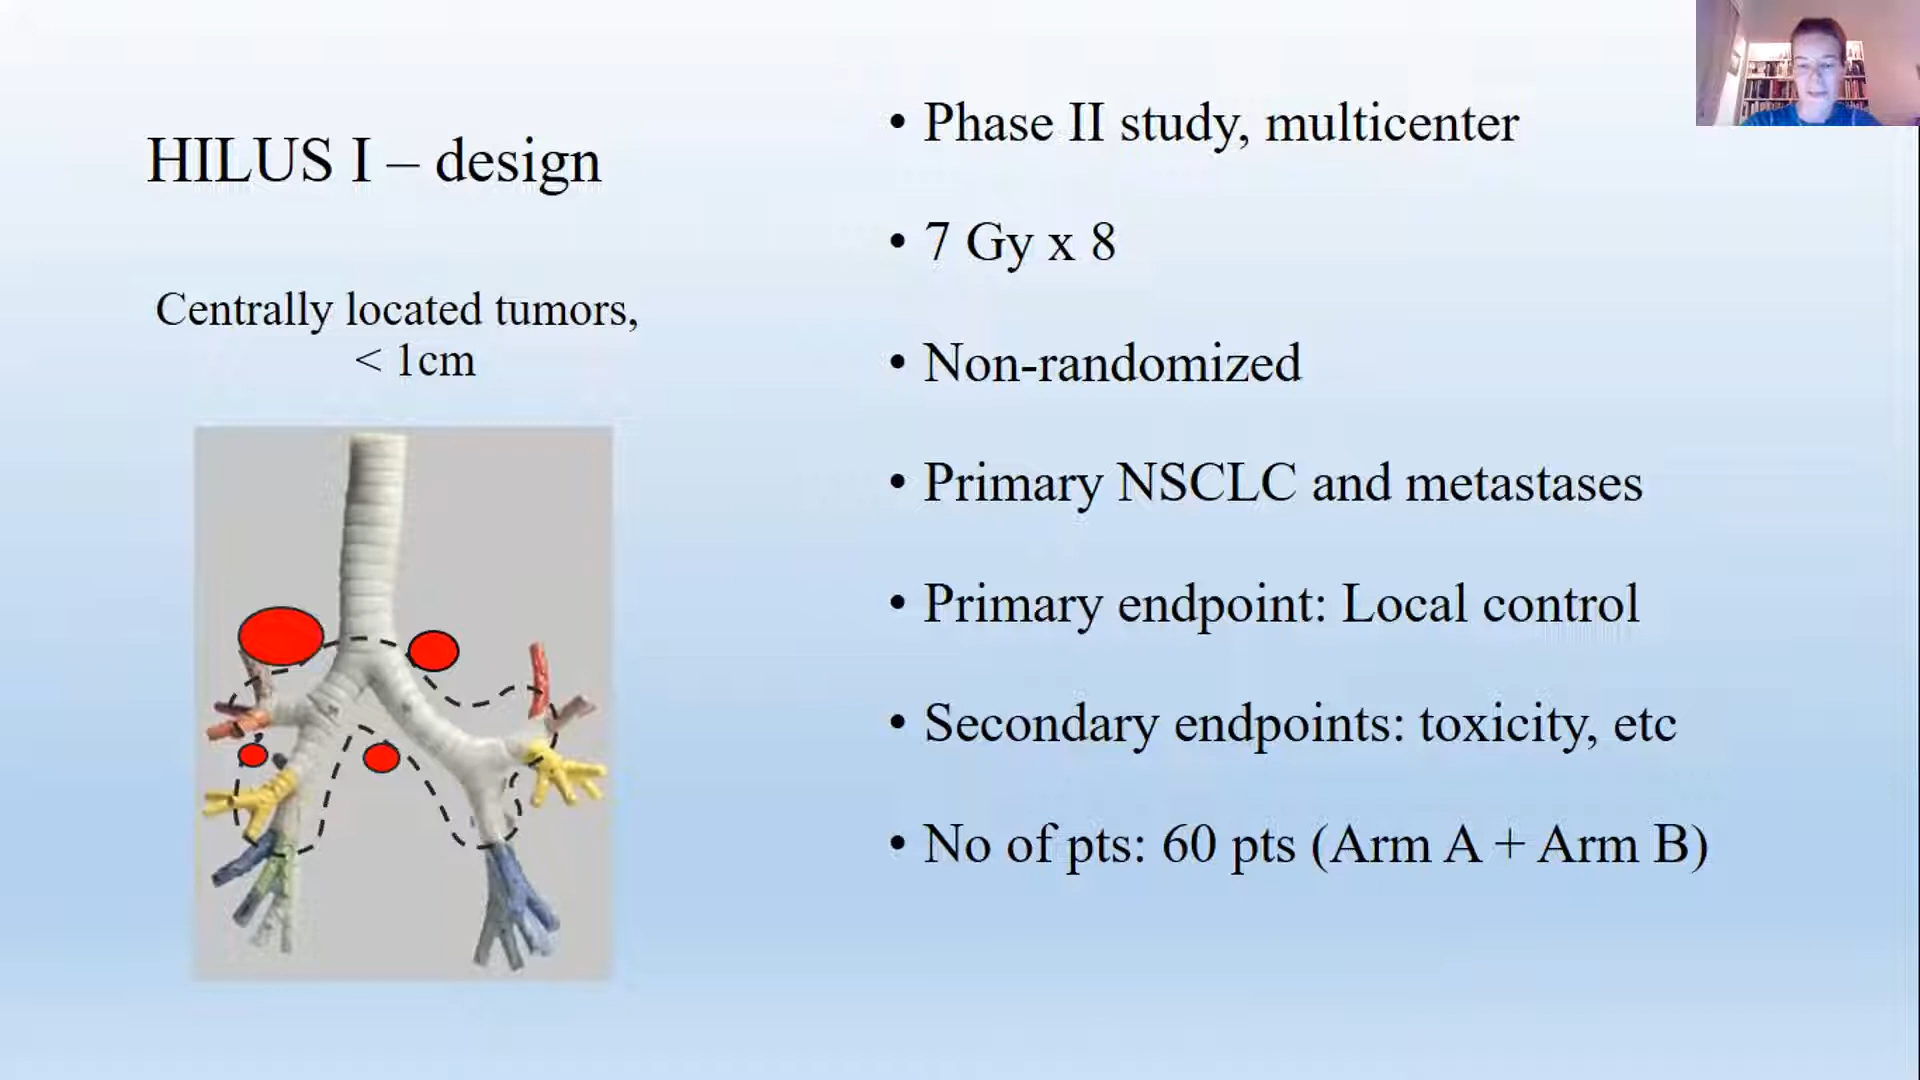 HILUS I – design
Centrally located tumors,
< 1cm
• Phase II study, multicenter
• 7 Gy x 8
• Non-randomized
• Primary NSCLC and metastases
• Primary endpoint: Local control
• Secondary endpoints: toxicity, etc
• No of pts: 60 pts (Arm A + Arm B)